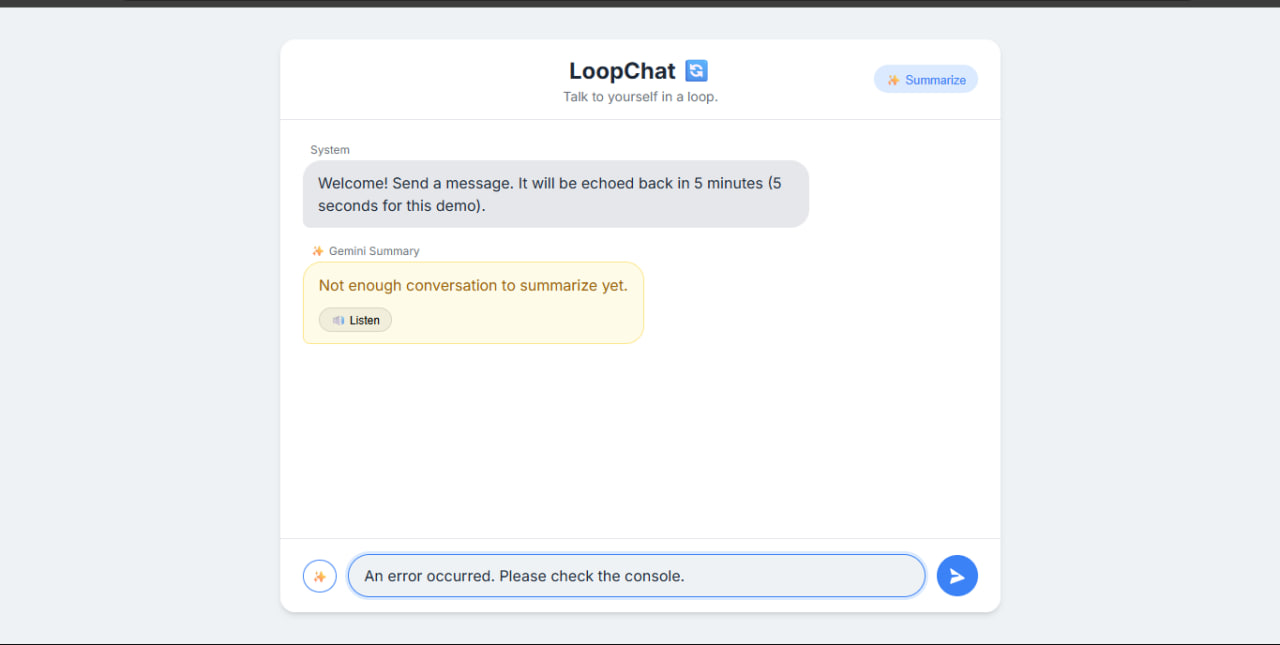 LoopChat
Talk to yourself in a loop.
Summarize
System
Welcome! Send a message. It will be echoed back in 5 minutes (5
seconds for this demo).
Gemini Summary
Not enough conversation to summarize yet.
Listen
An error occurred. Please check the console.